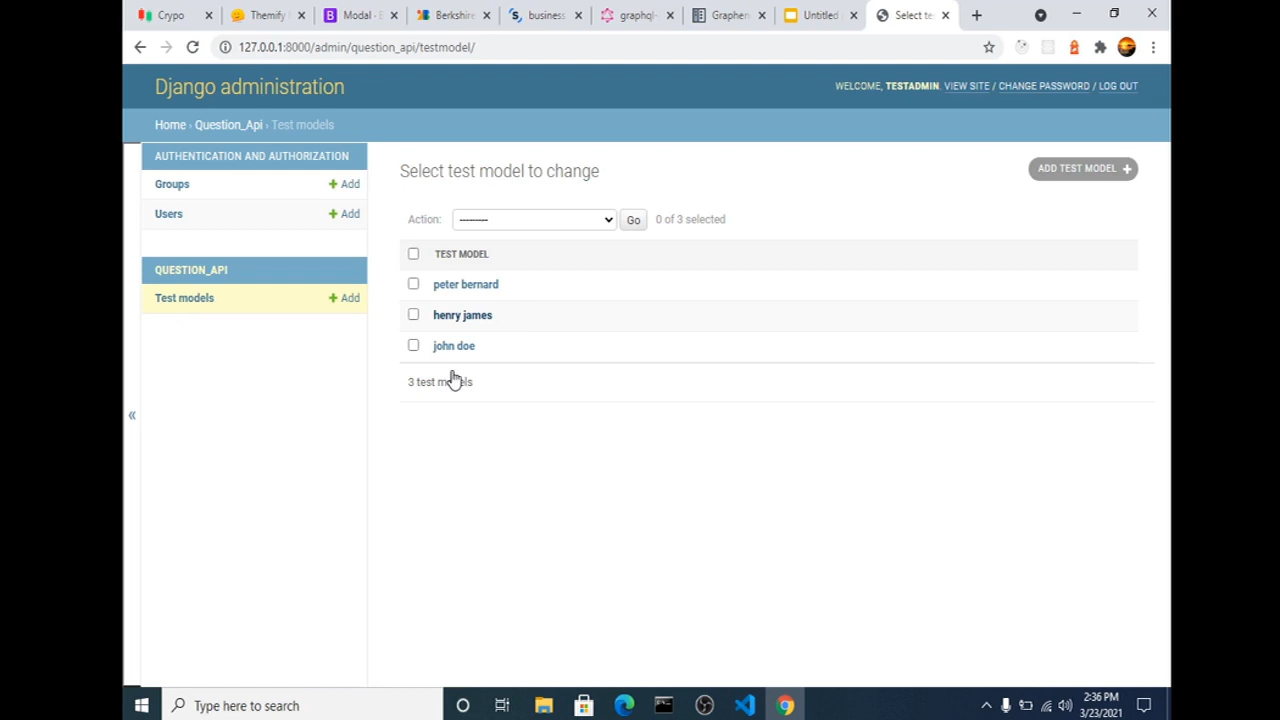 Crypo
Themify
Modal - B
Berkshire
business
graphql-
Graphen
Untitled
Select te
127.0.0.1:8000/admin/question_api/testmodel/
Django administration
WELCOME, TESTADMIN. VIEW SITE / CHANGE PASSWORD / LOG OUT
Home › Question_Api › Test models
AUTHENTICATION AND AUTHORIZATION
Groups + Add
Users + Add
QUESTION_API
Test models + Add
«
Select test model to change
ADD TEST MODEL +
Action: --------- Go 0 of 3 selected
TEST MODEL
peter bernard
henry james
john doe
3 test models
Type here to search
2:36 PM
3/23/2021